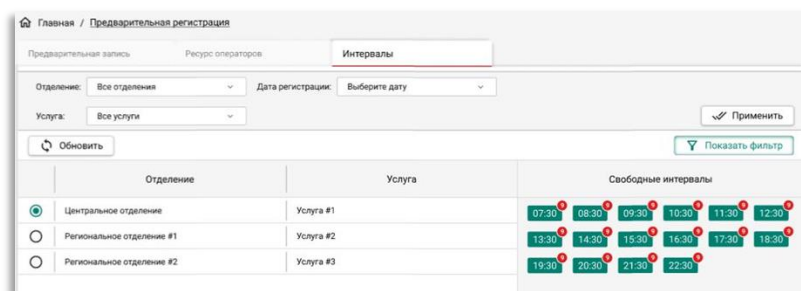 Главная / Предварительная регистрация
Предварительная запись Ресурс операторов Интервалы
Отделение: Все отделения Дата регистрации: Выберите дату
Услуга: Все услуги Применить
Обновить Показать фильтр
Отделение Услуга Свободные интервалы
Центральное отделение Услуга #1
Региональное отделение #1 Услуга #2
Региональное отделение #2 Услуга #3
07:30 9 08:30 9 09:30 9 10:30 9 11:30 9 12:30 9
13:30 9 14:30 9 15:30 9 16:30 9 17:30 9 18:30 9
19:30 9 20:30 9 21:30 9 22:30 9